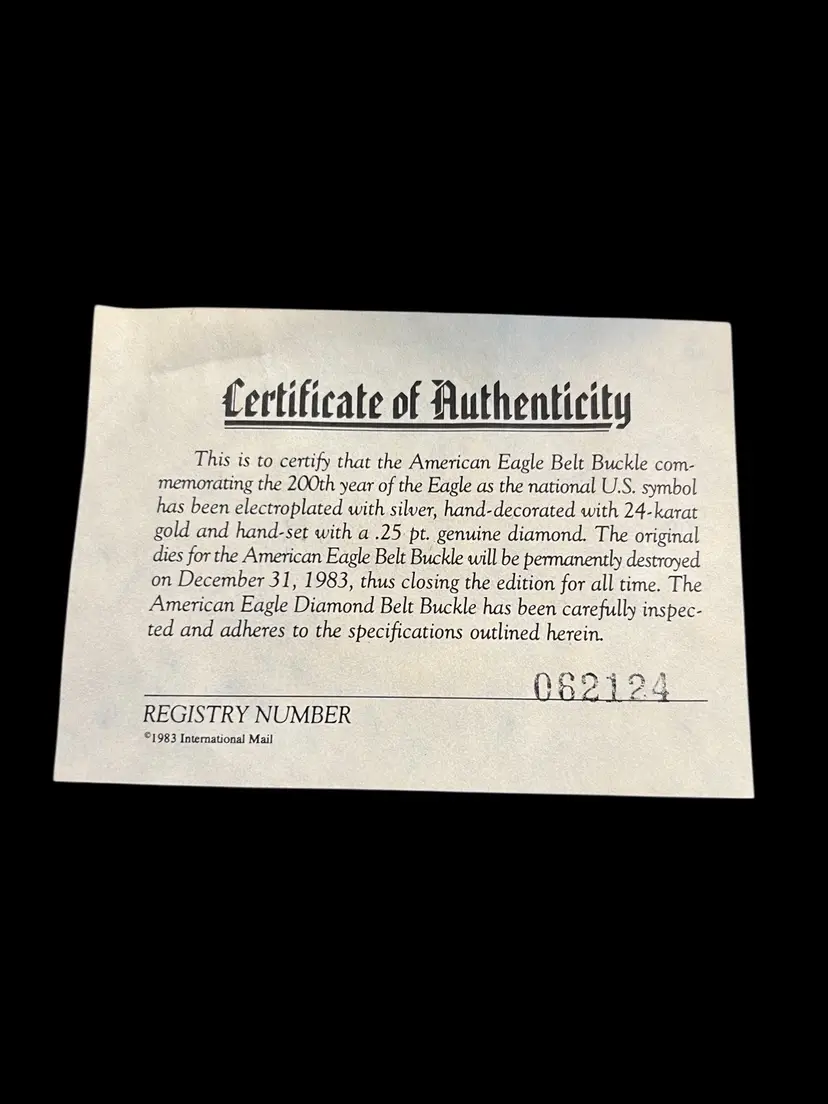 Certificate of Authenticity
This is to certify that the American Eagle Belt Buckle com-
memorating the 200th year of the Eagle as the national U.S. symbol
has been electroplated with silver, hand-decorated with 24-karat
gold and hand-set with a .25 pt. genuine diamond. The original
dies for the American Eagle Belt Buckle will be permanently destroyed
on December 31, 1983, thus closing the edition for all time. The
American Eagle Diamond Belt Buckle has been carefully inspec-
ted and adheres to the specifications outlined herein.
062124
REGISTRY NUMBER
©1983 International Mail